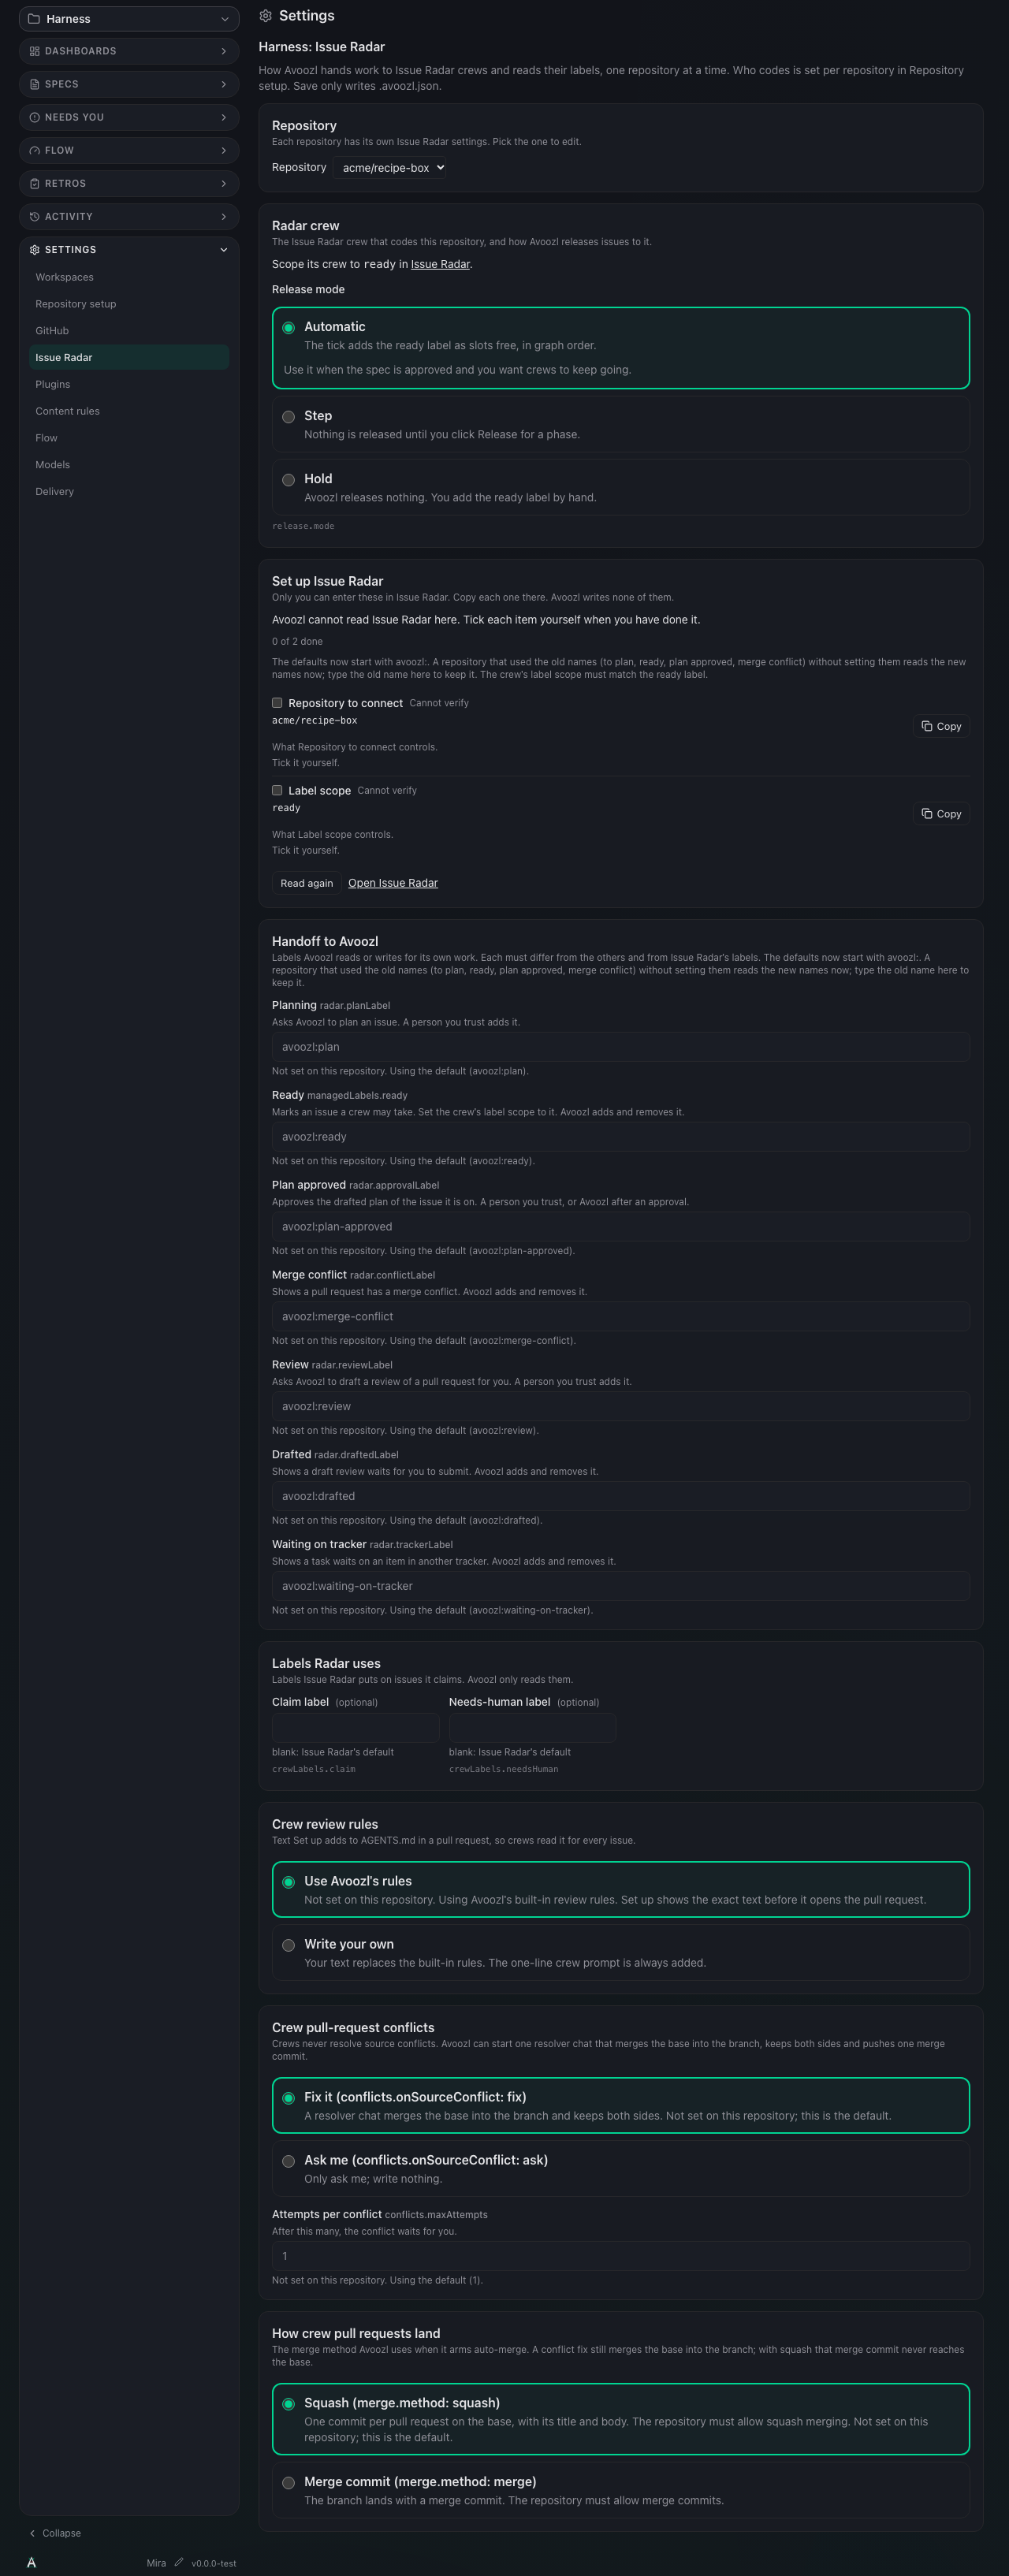 Harness
DASHBOARDS
SPECS
NEEDS YOU
FLOW
RETROS
ACTIVITY
SETTINGS
Workspaces
Repository setup
GitHub
Issue Radar
Plugins
Content rules
Flow
Models
Delivery
Settings
Harness: Issue Radar
How Avoozl hands work to Issue Radar crews and reads their labels, one repository at a time. Who codes is set per repository in Repository
setup. Save only writes .avoozl.json.
Repository
Each repository has its own Issue Radar settings. Pick the one to edit.
Repository acme/recipe-box
Radar crew
The Issue Radar crew that codes this repository, and how Avoozl releases issues to it.
Scope its crew to ready in Issue Radar.
Release mode
Automatic
The tick adds the ready label as slots free, in graph order.
Use it when the spec is approved and you want crews to keep going.
Step
Nothing is released until you click Release for a phase.
Hold
Avoozl releases nothing. You add the ready label by hand.
release.mode
Set up Issue Radar
Only you can enter these in Issue Radar. Copy each one there. Avoozl writes none of them.
Avoozl cannot read Issue Radar here. Tick each item yourself when you have done it.
0 of 2 done
The defaults now start with avoozl:. A repository that used the old names (to plan, ready, plan approved, merge conflict) without setting them reads the new
names now; type the old name here to keep it. The crew's label scope must match the ready label.
Repository to connect Cannot verify
acme/recipe-box
Copy
What Repository to connect controls.
Tick it yourself.
Label scope Cannot verify
ready
Copy
What Label scope controls.
Tick it yourself.
Read again Open Issue Radar
Handoff to Avoozl
Labels Avoozl reads or writes for its own work. Each must differ from the others and from Issue Radar's labels. The defaults now start with avoozl:. A
repository that used the old names (to plan, ready, plan approved, merge conflict) without setting them reads the new names now; type the old name here to
keep it.
Planning radar.planLabel
Asks Avoozl to plan an issue. A person you trust adds it.
avoozl:plan
Not set on this repository. Using the default (avoozl:plan).
Ready managedLabels.ready
Marks an issue a crew may take. Set the crew's label scope to it. Avoozl adds and removes it.
avoozl:ready
Not set on this repository. Using the default (avoozl:ready).
Plan approved radar.approvalLabel
Approves the drafted plan of the issue it is on. A person you trust, or Avoozl after an approval.
avoozl:plan-approved
Not set on this repository. Using the default (avoozl:plan-approved).
Merge conflict radar.conflictLabel
Shows a pull request has a merge conflict. Avoozl adds and removes it.
avoozl:merge-conflict
Not set on this repository. Using the default (avoozl:merge-conflict).
Review radar.reviewLabel
Asks Avoozl to draft a review of a pull request for you. A person you trust adds it.
avoozl:review
Not set on this repository. Using the default (avoozl:review).
Drafted radar.draftedLabel
Shows a draft review waits for you to submit. Avoozl adds and removes it.
avoozl:drafted
Not set on this repository. Using the default (avoozl:drafted).
Waiting on tracker radar.trackerLabel
Shows a task waits on an item in another tracker. Avoozl adds and removes it.
avoozl:waiting-on-tracker
Not set on this repository. Using the default (avoozl:waiting-on-tracker).
Labels Radar uses
Labels Issue Radar puts on issues it claims. Avoozl only reads them.
Claim label (optional) Needs-human label (optional)
blank: Issue Radar's default blank: Issue Radar's default
crewLabels.claim crewLabels.needsHuman
Crew review rules
Text Set up adds to AGENTS.md in a pull request, so crews read it for every issue.
Use Avoozl's rules
Not set on this repository. Using Avoozl's built-in review rules. Set up shows the exact text before it opens the pull request.
Write your own
Your text replaces the built-in rules. The one-line crew prompt is always added.
Crew pull-request conflicts
Crews never resolve source conflicts. Avoozl can start one resolver chat that merges the base into the branch, keeps both sides and pushes one merge
commit.
Fix it (conflicts.onSourceConflict: fix)
A resolver chat merges the base into the branch and keeps both sides. Not set on this repository; this is the default.
Ask me (conflicts.onSourceConflict: ask)
Only ask me; write nothing.
Attempts per conflict conflicts.maxAttempts
After this many, the conflict waits for you.
1
Not set on this repository. Using the default (1).
How crew pull requests land
The merge method Avoozl uses when it arms auto-merge. A conflict fix still merges the base into the branch; with squash that merge commit never reaches
the base.
Squash (merge.method: squash)
One commit per pull request on the base, with its title and body. The repository must allow squash merging. Not set on this
repository; this is the default.
Merge commit (merge.method: merge)
The branch lands with a merge commit. The repository must allow merge commits.
Collapse
A Mira v0.0.0-test